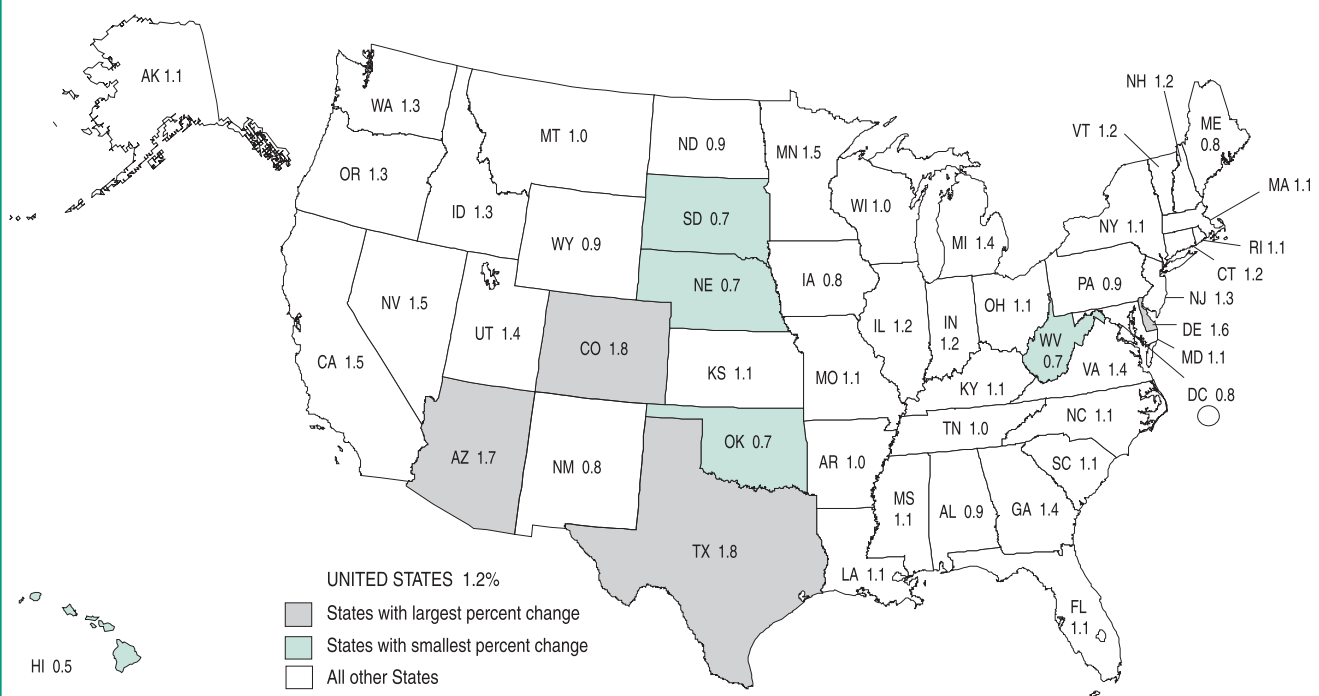 AK 1.1
WA 1.3
MT 1.0
ND 0.9
MN 1.5
NH 1.2
VT 1.2
ME
0.8
OR 1.3
ID 1.3
WY 0.9
SD 0.7
WI 1.0
MI 1.4
NY 1.1
MA 1.1
RI 1.1
CT 1.2
NV 1.5
UT 1.4
NE 0.7
IA 0.8
PA 0.9
NJ 1.3
CA 1.5
CO 1.8
KS 1.1
MO 1.1
IL 1.2
IN
1.2
OH 1.1
WV
0.7
VA 1.4
DE 1.6
MD 1.1
DC 0.8
KY 1.1
AZ 1.7
NM 0.8
OK 0.7
AR 1.0
TN 1.0
NC 1.1
SC 1.1
TX 1.8
LA 1.1
MS
1.1
AL 0.9
GA 1.4
FL
1.1
HI 0.5
UNITED STATES 1.2%
States with largest percent change
States with smallest percent change
All other States